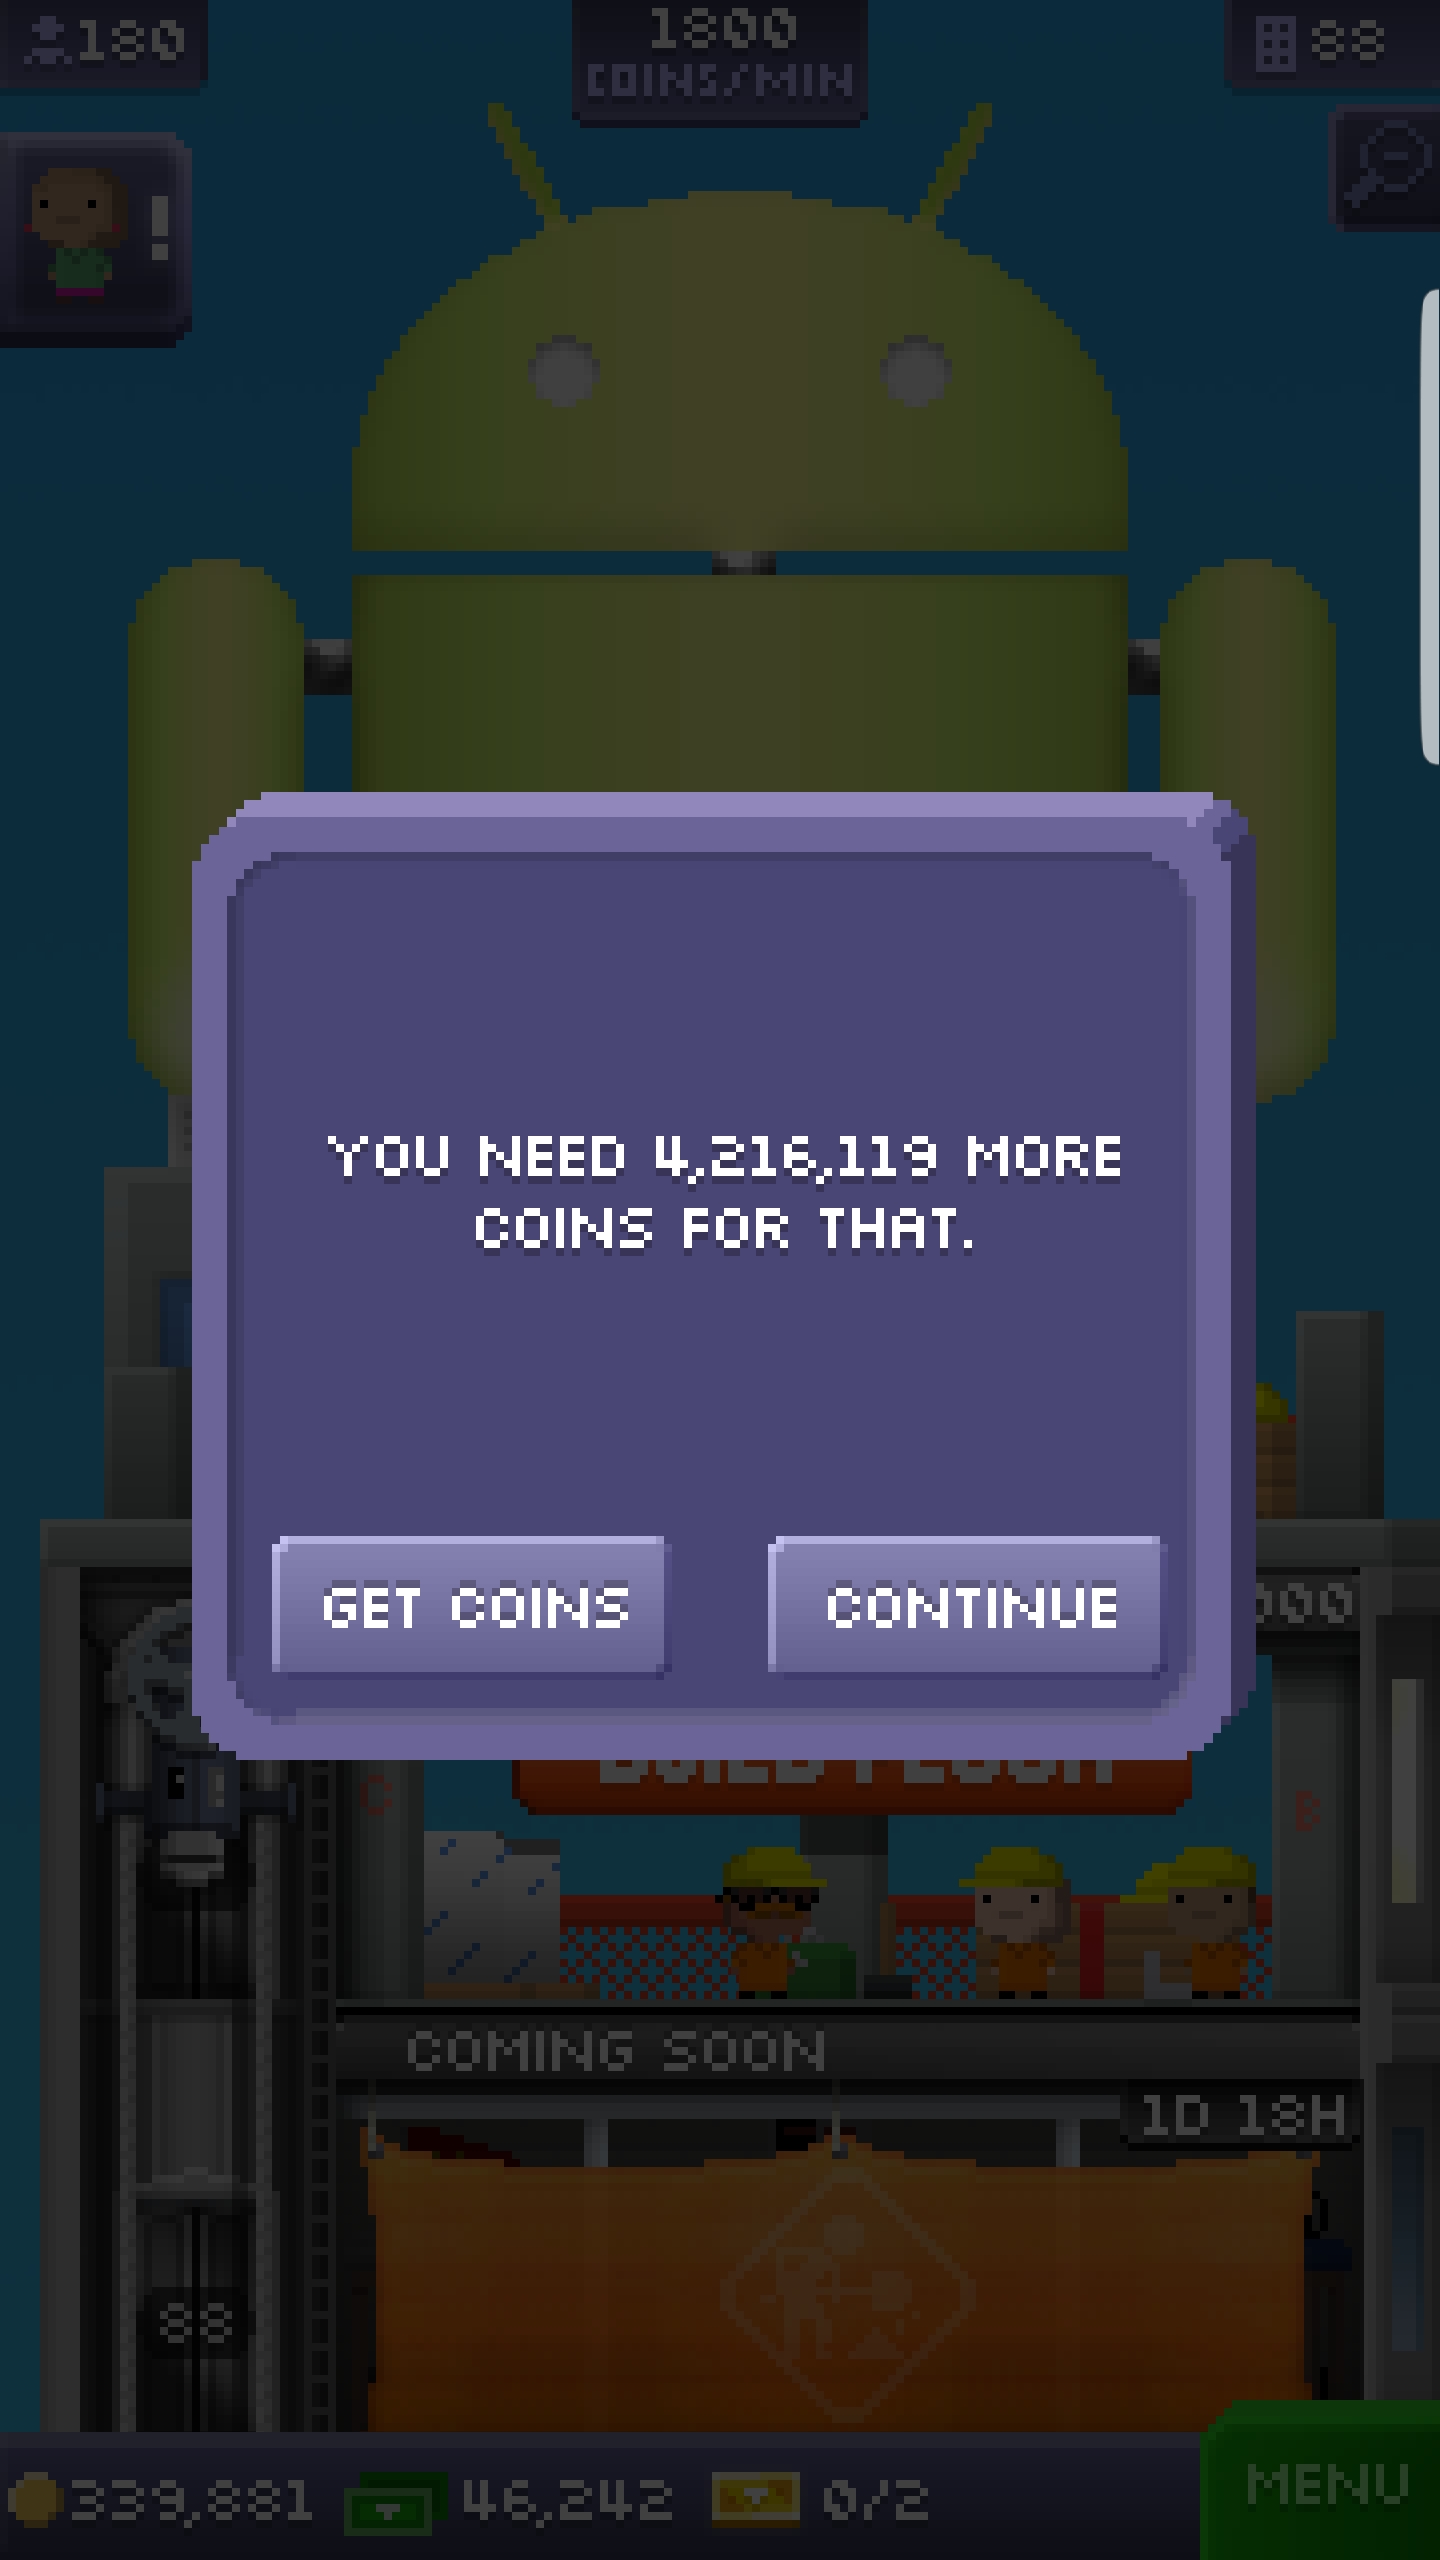 180
1800
COINS/MIN
88
!
YOU NEED 4,216,119 MORE
COINS FOR THAT.
GET COINS
CONTINUE
000
BUILD FLOOR
C
B
COMING SOON
1D 18H
88
339,881
46,242
0/2
MENU